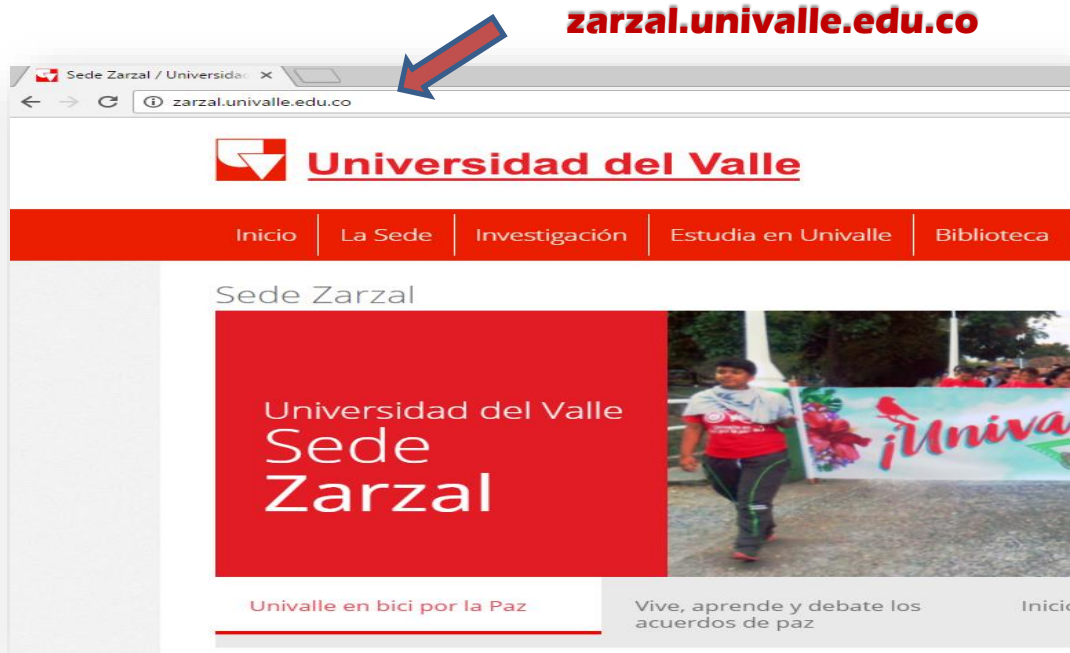 zarzal.univalle.edu.co
Sede Zarzal / Universidad
zarzal.univalle.edu.co
Universidad del Valle
Inicio
La Sede
Investigación
Estudia en Univalle
Biblioteca
Sede Zarzal
Universidad del Valle
Sede
Zarzal
¡Univa
Univalle en bici por la Paz
Vive, aprende y debate los
acuerdos de paz
Inicio